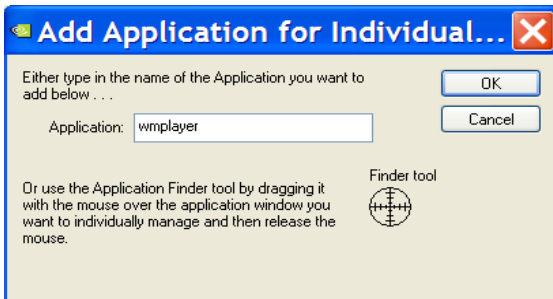 Add Application for Individual...
Either type in the name of the Application you want to
add below . . .
OK
Application: wmplayer
Cancel
Finder tool
Or use the Application Finder tool by dragging it
with the mouse over the application window you
want to individually manage and then release the
mouse.